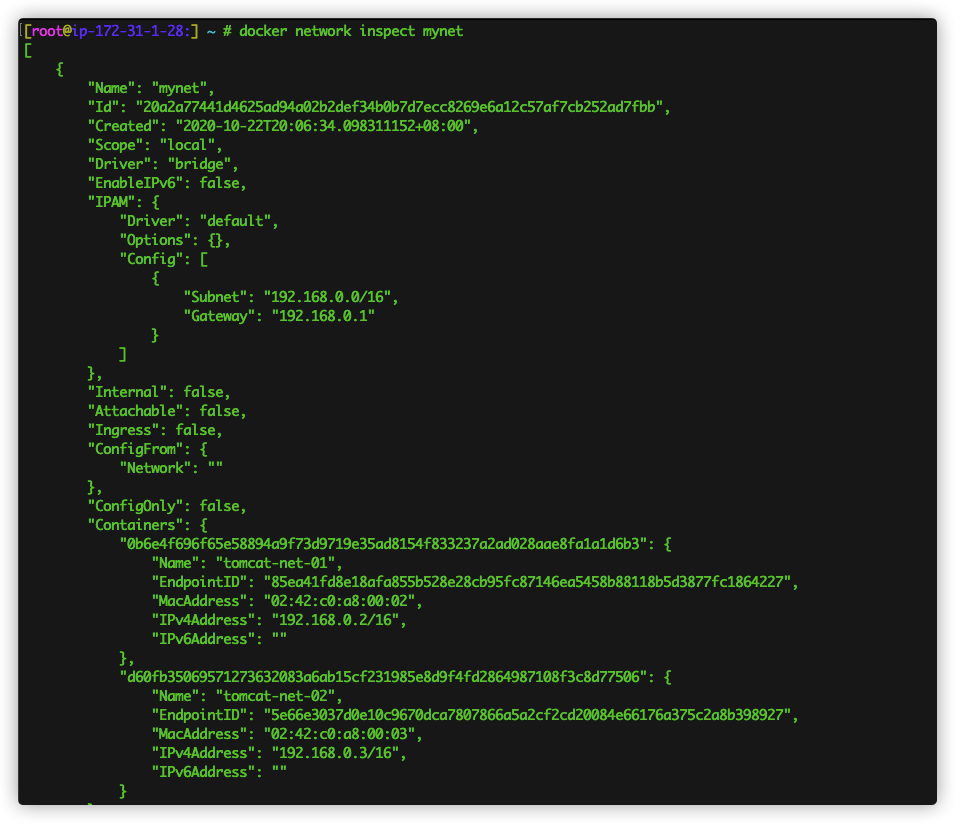 [root@ip-172-31-1-28:] ~ # docker network inspect mynet
[
    {
        "Name": "mynet",
        "Id": "20a2a77441d4625ad94a02b2def34b0b7d7ecc8269e6a12c57af7cb252ad7fbb",
        "Created": "2020-10-22T20:06:34.098311152+08:00",
        "Scope": "local",
        "Driver": "bridge",
        "EnableIPv6": false,
        "IPAM": {
            "Driver": "default",
            "Options": {},
            "Config": [
                {
                    "Subnet": "192.168.0.0/16",
                    "Gateway": "192.168.0.1"
                }
            ]
        },
        "Internal": false,
        "Attachable": false,
        "Ingress": false,
        "ConfigFrom": {
            "Network": ""
        },
        "ConfigOnly": false,
        "Containers": {
            "0b6e4f696f65e58894a9f73d9719e35ad8154f833237a2ad028aae8fa1a1d6b3": {
                "Name": "tomcat-net-01",
                "EndpointID": "85ea41fd8e18afa855b528e28cb95fc87146ea5458b88118b5d3877fc1864227",
                "MacAddress": "02:42:c0:a8:00:02",
                "IPv4Address": "192.168.0.2/16",
                "IPv6Address": ""
            },
            "d60fb35069571273632083a6ab15cf231985e8d9f4fd2864987108f3c8d77506": {
                "Name": "tomcat-net-02",
                "EndpointID": "5e66e3037d0e10c9670dca7807866a5a2cf2cd20084e66176a375c2a8b398927",
                "MacAddress": "02:42:c0:a8:00:03",
                "IPv4Address": "192.168.0.3/16",
                "IPv6Address": ""
            }